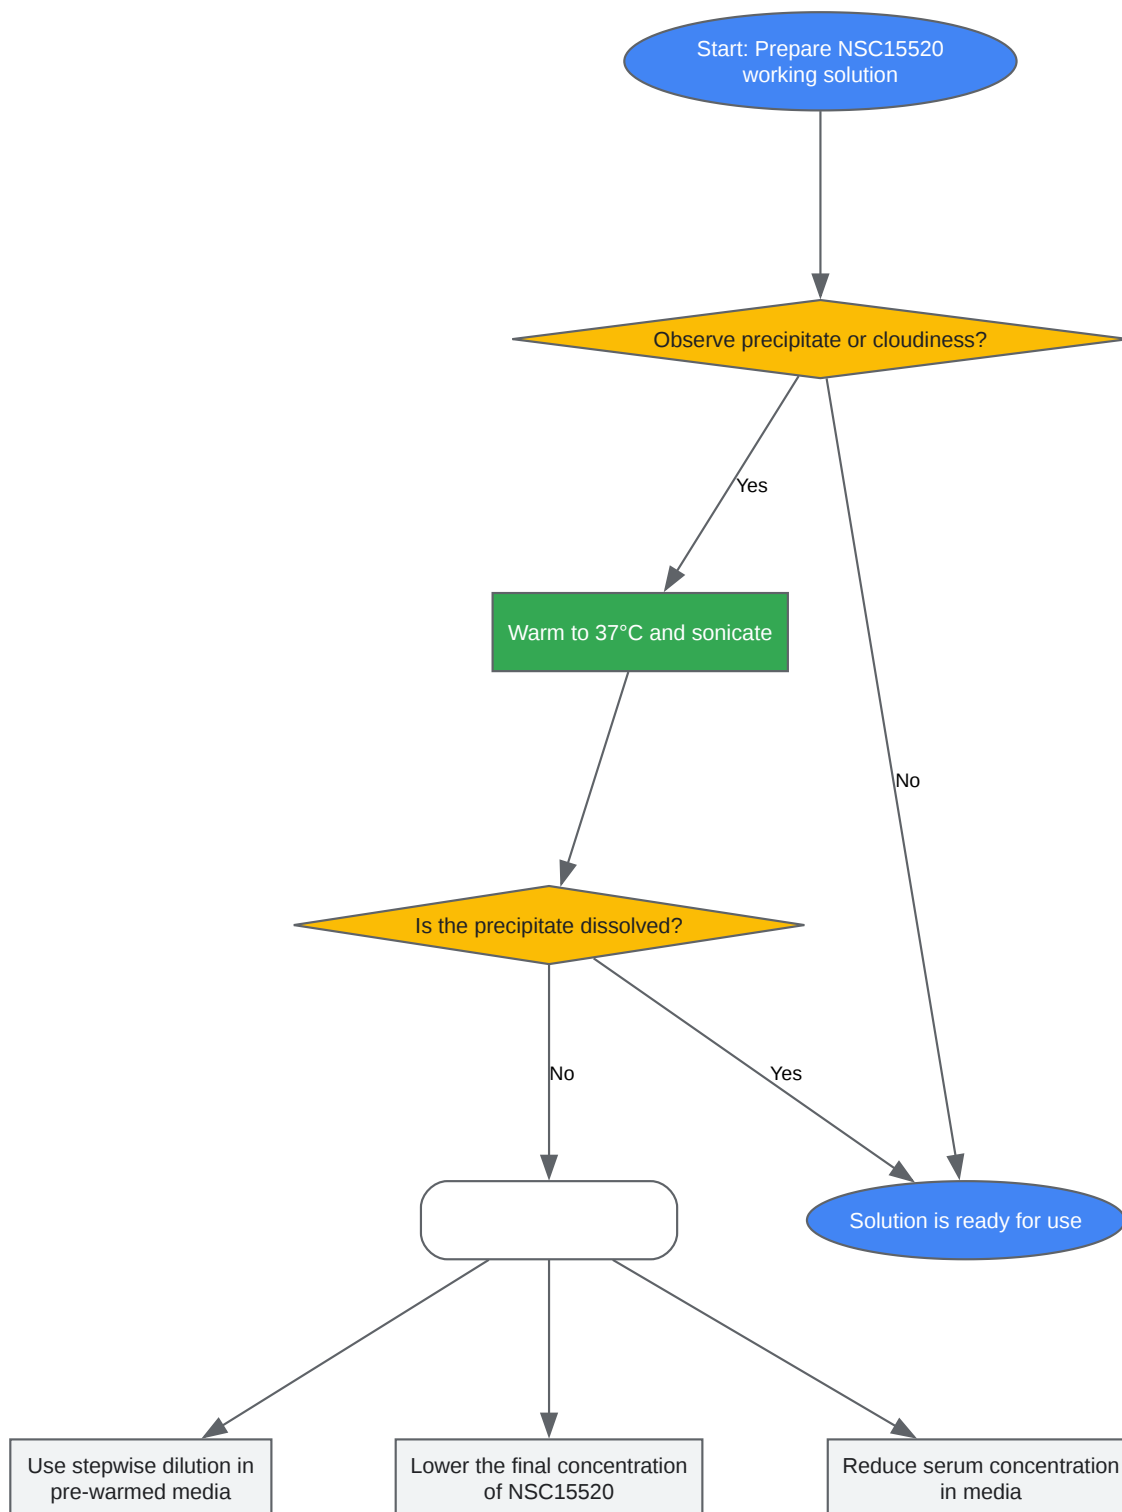 Start: Prepare NSC15520
working solution
Observe precipitate or cloudiness?
Yes
Warm to 37°C and sonicate
No
Is the precipitate dissolved?
No
Yes
Solution is ready for use
Use stepwise dilution in
pre-warmed media
Lower the final concentration
of NSC15520
Reduce serum concentration
in media